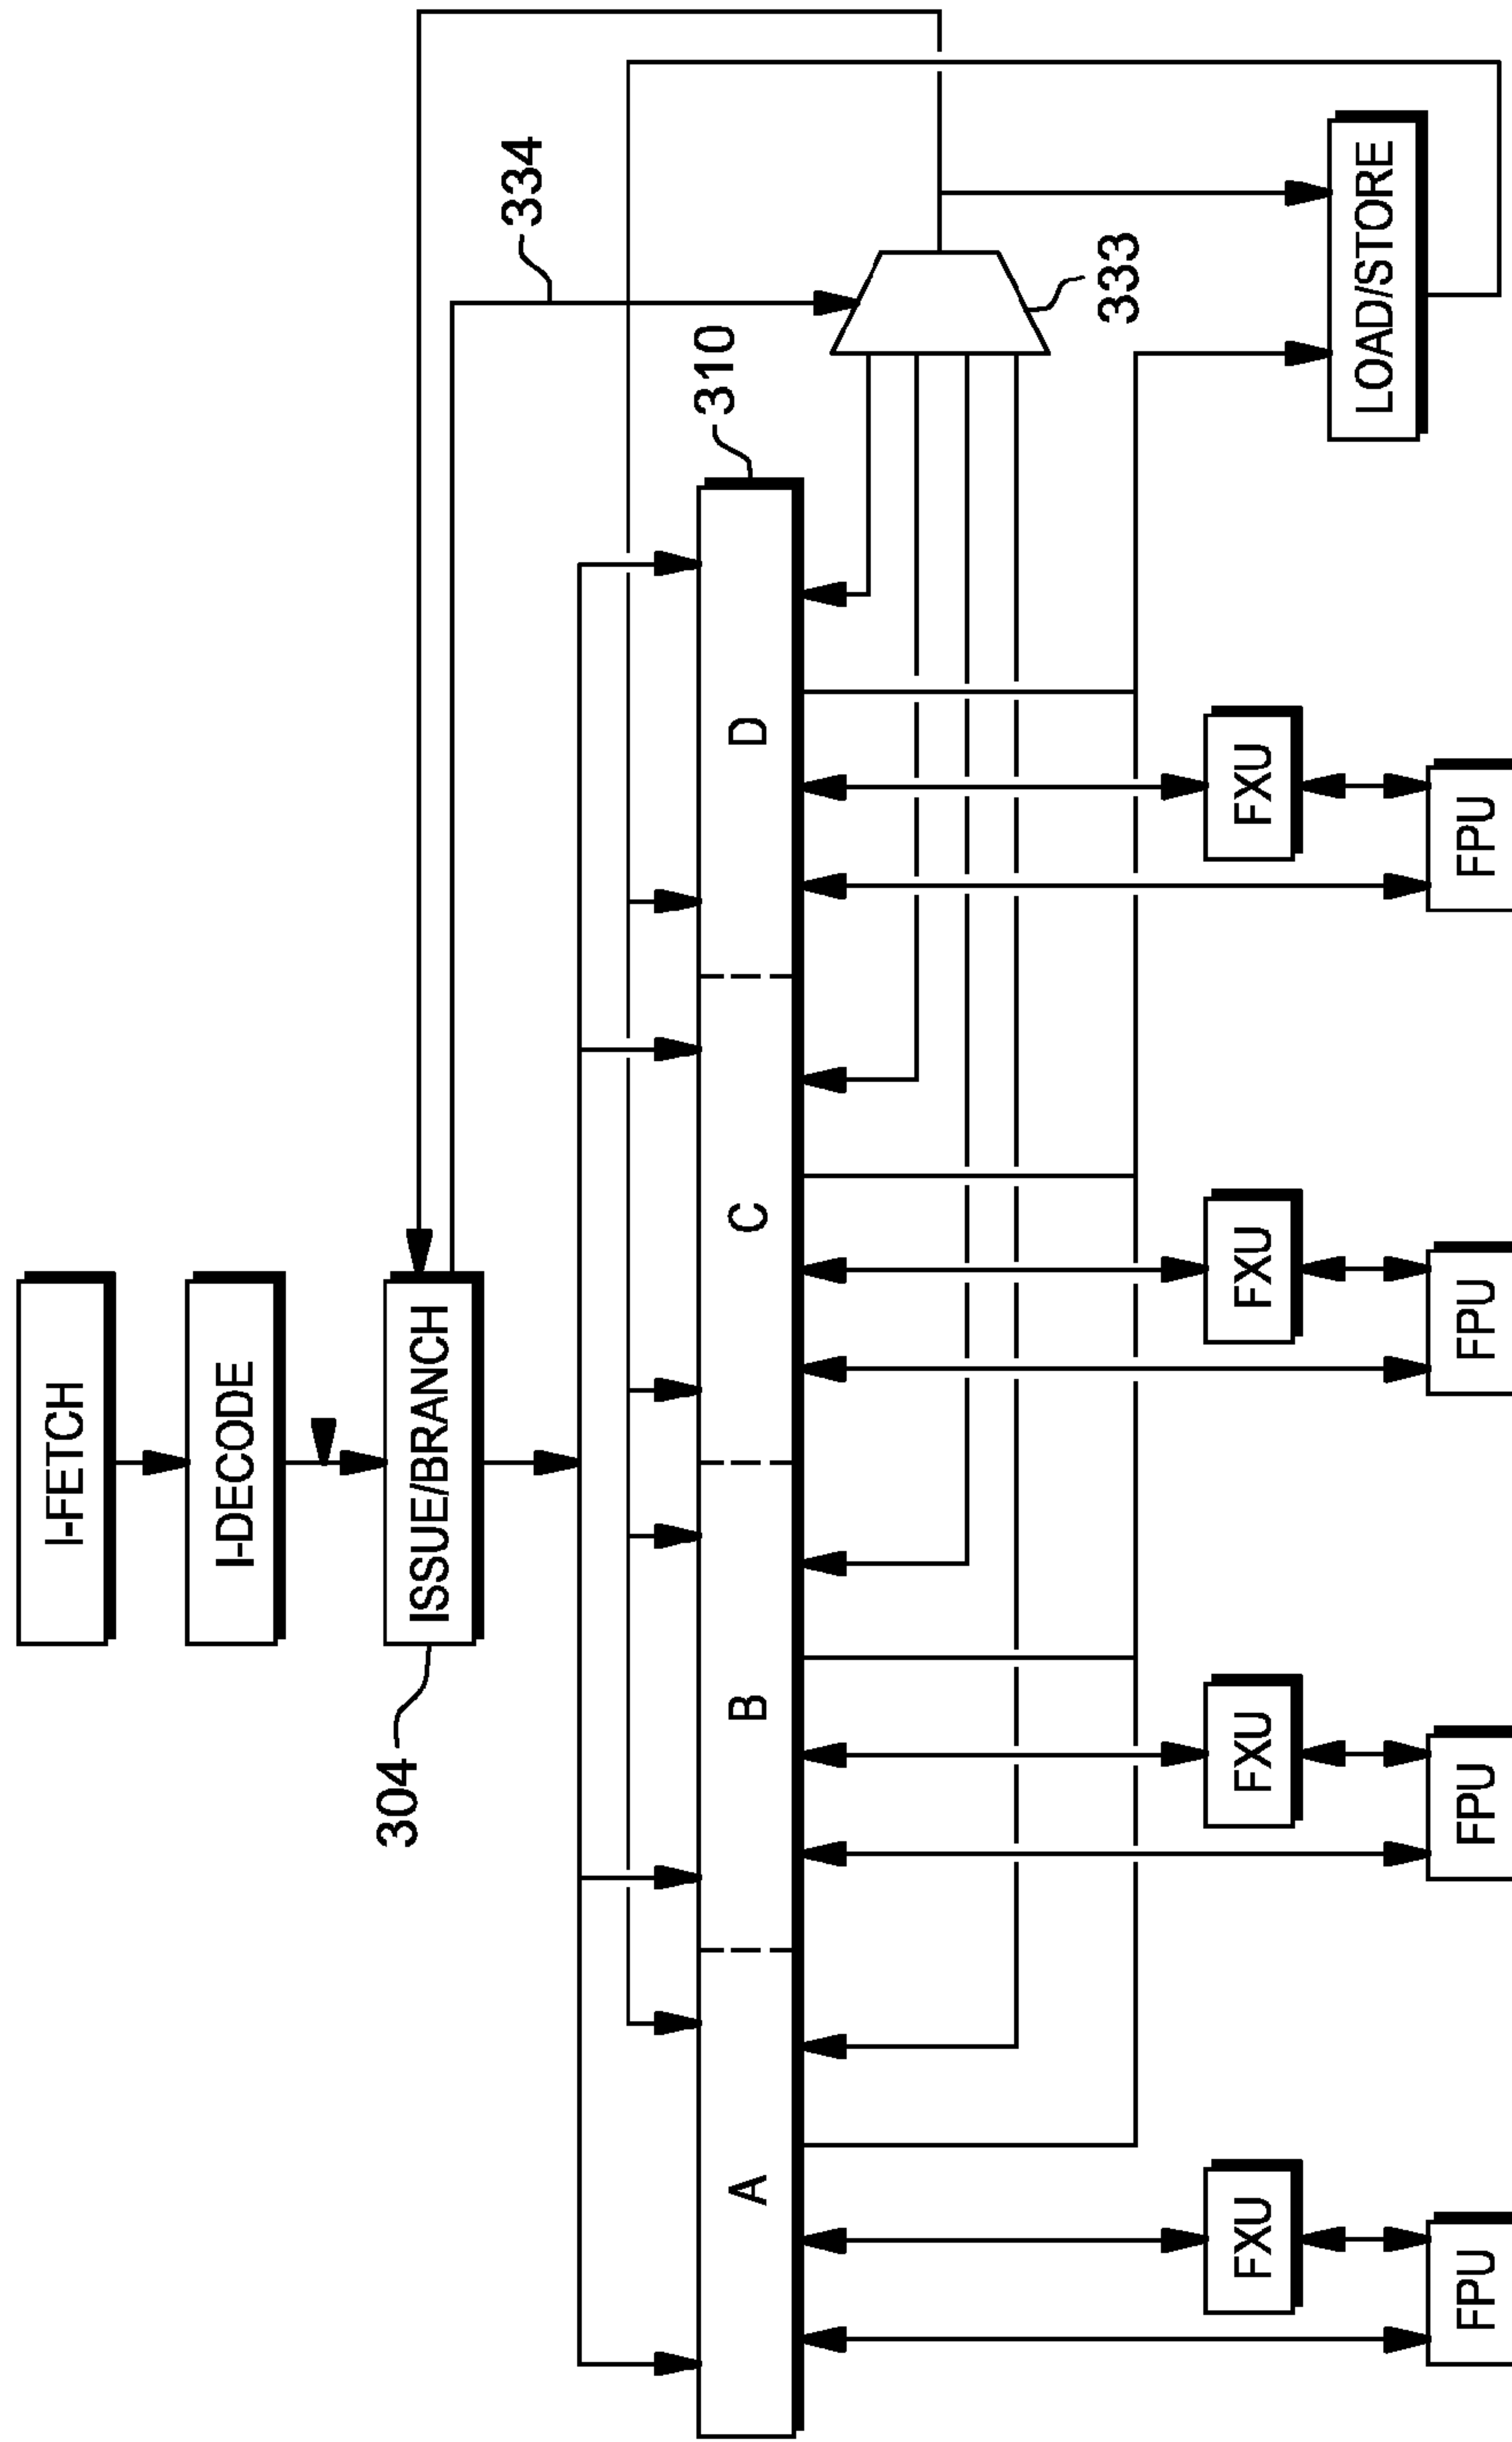 I-FETCH
I-DECODE
ISSUE/BRANCH
304
334
310
A
B
C
D
333
FXU
FXU
FXU
FXU
LOAD/STORE
FPU
FPU
FPU
FPU